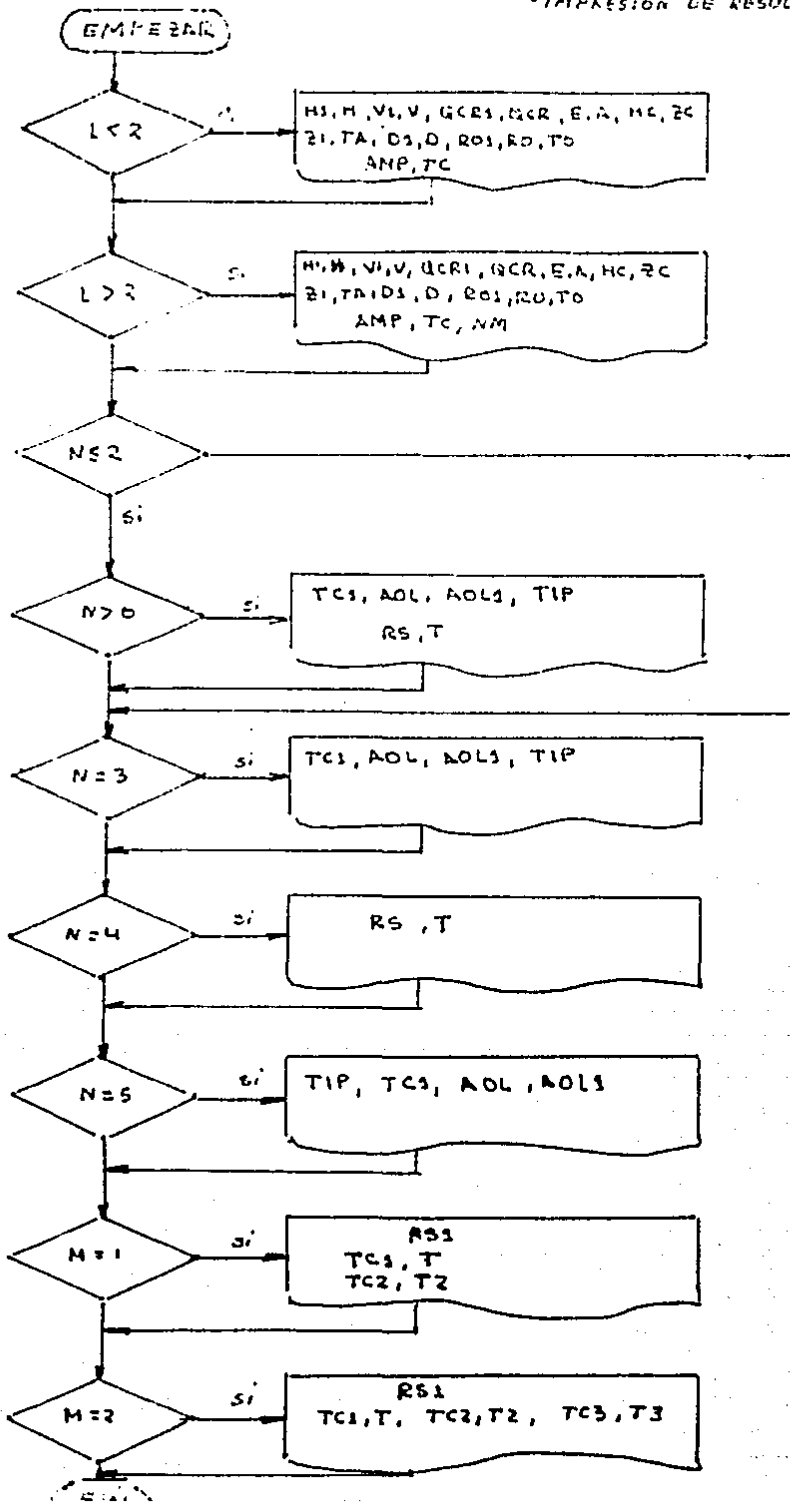 IMPRESION DE RESUL
EMPEZAR
L < 2
H1, H, V1, V, QCR1, QCR, E, A, HC, ZC
Z1, TA, D1, D, RO1, RO, TO
AMP, TC
L > 2
si
H1, H, V1, V, QCR1, QCR, E, A, HC, ZC
Z1, TA, D1, D, RO1, RO, TO
AMP, TC, NM
N ≤ 2
si
N > 0
si
TC1, AOL, AOL1, TIP
RS, T
N = 3
si
TC1, AOL, AOL1, TIP
N = 4
si
RS, T
N = 5
si
TIP, TC1, AOL, AOL1
M = 1
si
RS1
TC1, T
TC2, T2
M = 2
si
RS1
TC1, T, TC2, T2, TC3, T3
FIN